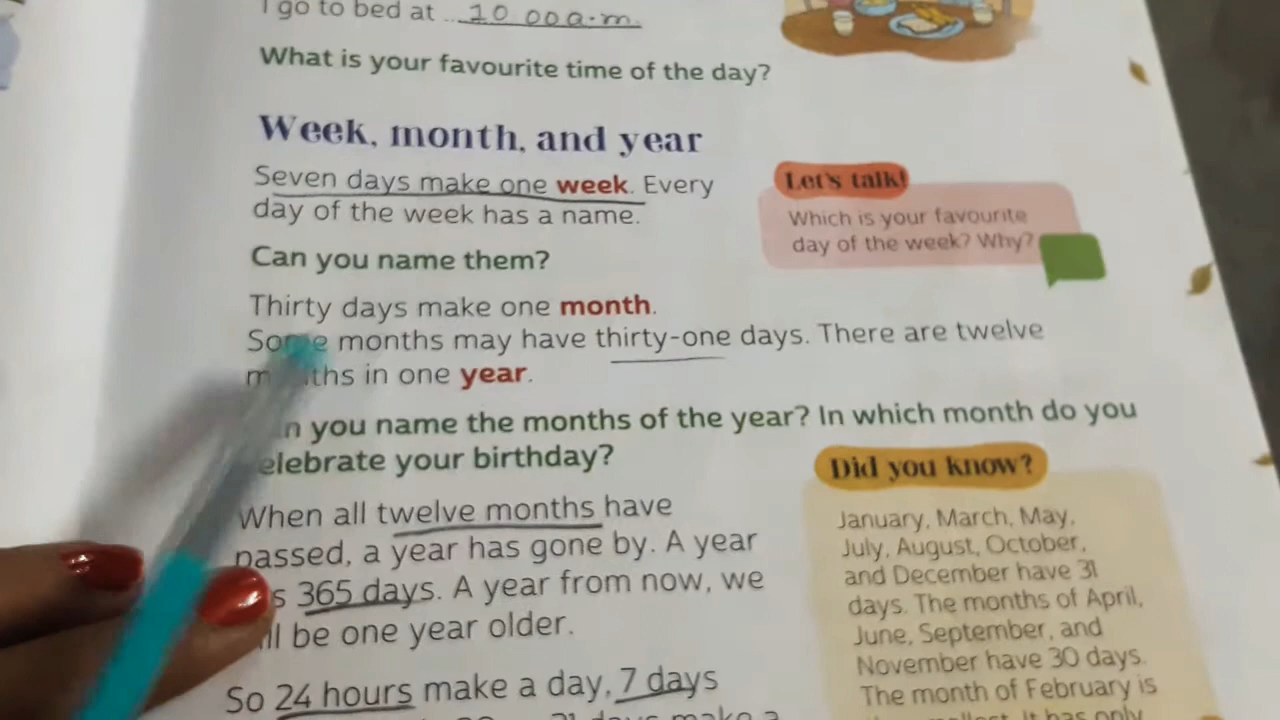 I go to bed at 10 00 a.m.
What is your favourite time of the day?
Week, month, and year
Seven days make one week. Every
day of the week has a name.
Can you name them?
Let's talk!
Which is your favourite
day of the week? Why?
Thirty days make one month.
Some months may have thirty-one days. There are twelve
months in one year.
you name the months of the year? In which month do you
celebrate your birthday?
When all twelve months have
passed, a year has gone by. A year
365 days. A year from now, we
be one year older.
So 24 hours make a day, 7 days
Did you know?
January, March, May,
July, August, October,
and December have 31
days. The months of April,
June, September, and
November have 30 days.
The month of February is
It has only